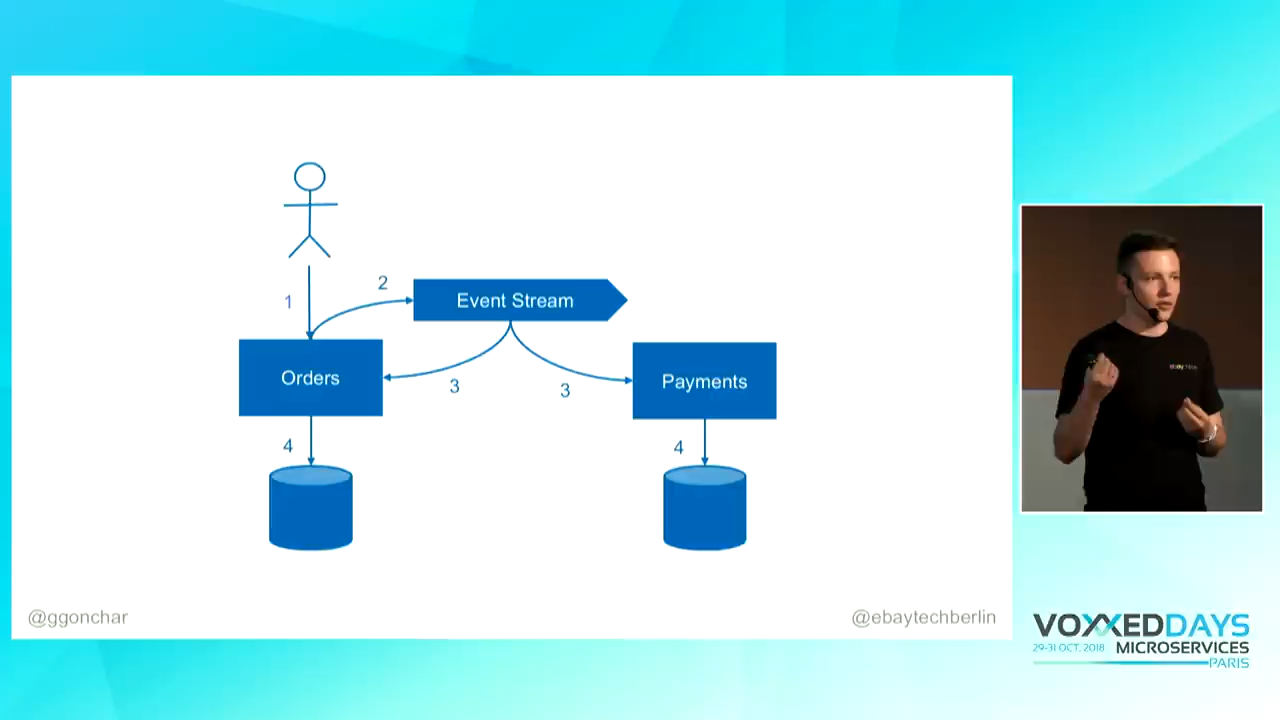 1
2
Event Stream
Orders
3
3
Payments
4
4
@ggonchar
@ebaytechberlin
VOXXEDDAYS
29-31 OCT, 2018 MICROSERVICES
PARIS